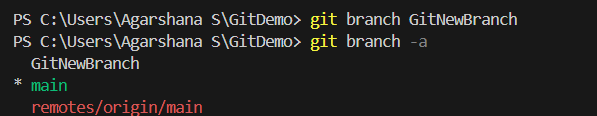 PS C:\Users\Agarshana S\GitDemo> git branch GitNewBranch
PS C:\Users\Agarshana S\GitDemo> git branch -a
  GitNewBranch
* main
  remotes/origin/main